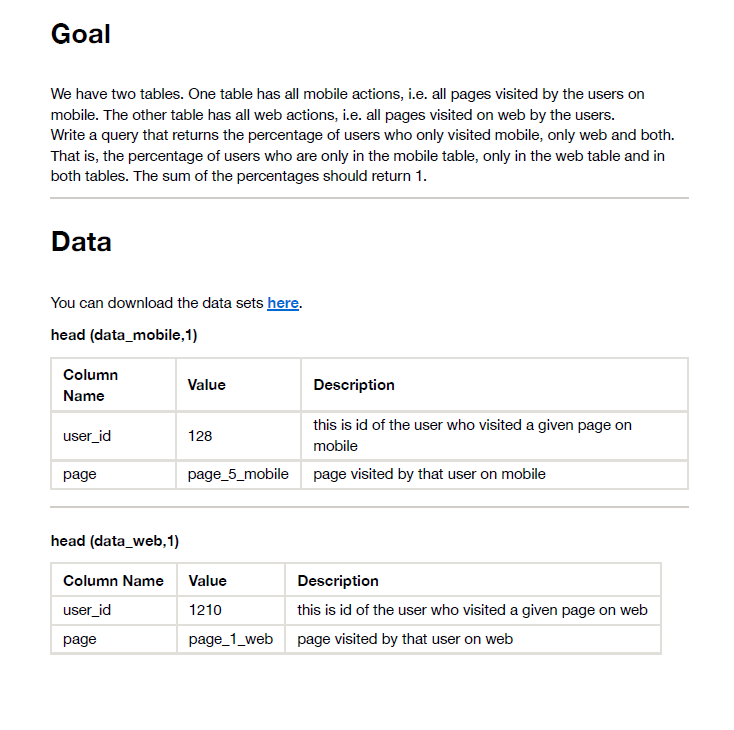 Goal
We have two tables. One table has all mobile actions, i.e. all pages visited by the users on
mobile. The other table has all web actions, i.e. all pages visited on web by the users.
Write a query that returns the percentage of users who only visited mobile, only web and both.
That is, the percentage of users who are only in the mobile table, only in the web table and in
both tables. The sum of the percentages should return 1.
Data
You can download the data sets here.
head (data_mobile,1)
Column Name Value Description
user_id 128 this is id of the user who visited a given page on mobile
page page_5_mobile page visited by that user on mobile
head (data_web,1)
Column Name Value Description
user_id 1210 this is id of the user who visited a given page on web
page page_1_web page visited by that user on web